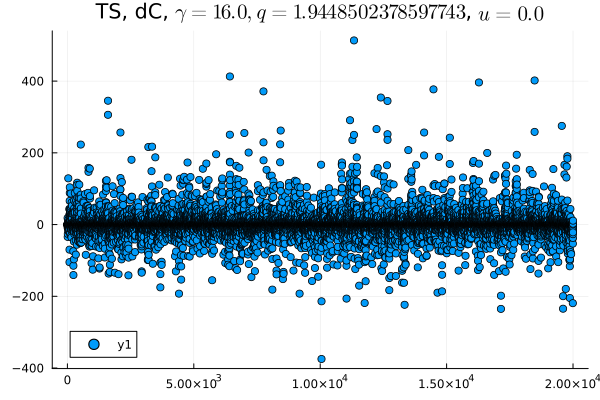 TS, dC, γ = 16.0, q = 1.9448502378597743, u = 0.0
400
200
0
−200
−400
y1
0 5.00×10³ 1.00×10⁴ 1.50×10⁴ 2.00×10⁴